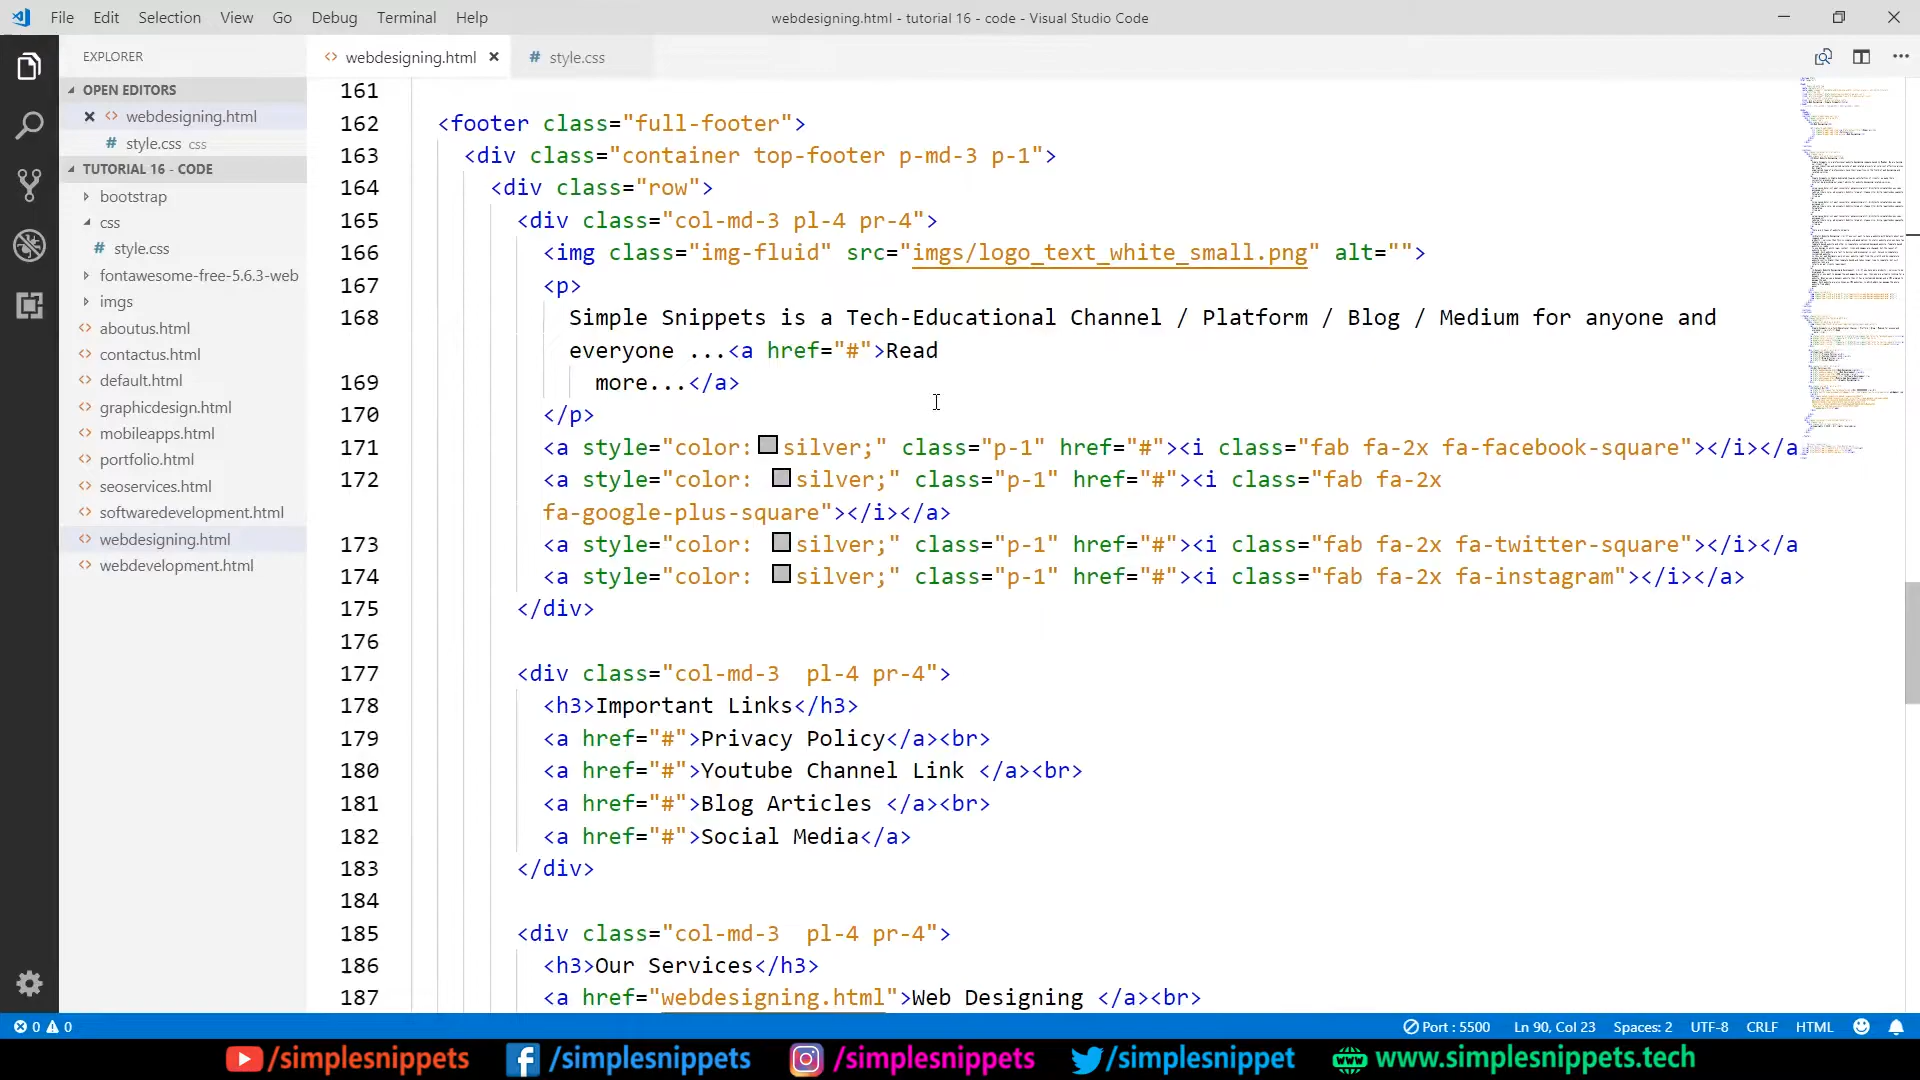 File Edit Selection View Go Debug Terminal Help
webdesigning.html - tutorial 16 - code - Visual Studio Code
EXPLORER
OPEN EDITORS
webdesigning.html
style.css css
TUTORIAL 16 - CODE
bootstrap
css
style.css
fontawesome-free-5.6.3-web
imgs
aboutus.html
contactus.html
default.html
graphicdesign.html
mobileapps.html
portfolio.html
seoservices.html
softwaredevelopment.html
webdesigning.html
webdevelopment.html
webdesigning.html
style.css
161
162 <footer class="full-footer">
163 <div class="container top-footer p-md-3 p-1">
164 <div class="row">
165 <div class="col-md-3 pl-4 pr-4">
166 <img class="img-fluid" src="imgs/logo_text_white_small.png" alt="">
167 <p>
168 Simple Snippets is a Tech-Educational Channel / Platform / Blog / Medium for anyone and
everyone ...<a href="#">Read
169 more...</a>
170 </p>
171 <a style="color: silver;" class="p-1" href="#"><i class="fab fa-2x fa-facebook-square"></i></a
172 <a style="color: silver;" class="p-1" href="#"><i class="fab fa-2x
fa-google-plus-square"></i></a>
173 <a style="color: silver;" class="p-1" href="#"><i class="fab fa-2x fa-twitter-square"></i></a
174 <a style="color: silver;" class="p-1" href="#"><i class="fab fa-2x fa-instagram"></i></a>
175 </div>
176
177 <div class="col-md-3  pl-4 pr-4">
178 <h3>Important Links</h3>
179 <a href="#">Privacy Policy</a><br>
180 <a href="#">Youtube Channel Link </a><br>
181 <a href="#">Blog Articles </a><br>
182 <a href="#">Social Media</a>
183 </div>
184
185 <div class="col-md-3  pl-4 pr-4">
186 <h3>Our Services</h3>
187 <a href="webdesigning.html">Web Designing </a><br>
0 0 Port : 5500 Ln 90, Col 23 Spaces: 2 UTF-8 CRLF HTML
/simplesnippets /simplesnippets /simplesnippets /simplesnippet www.simplesnippets.tech